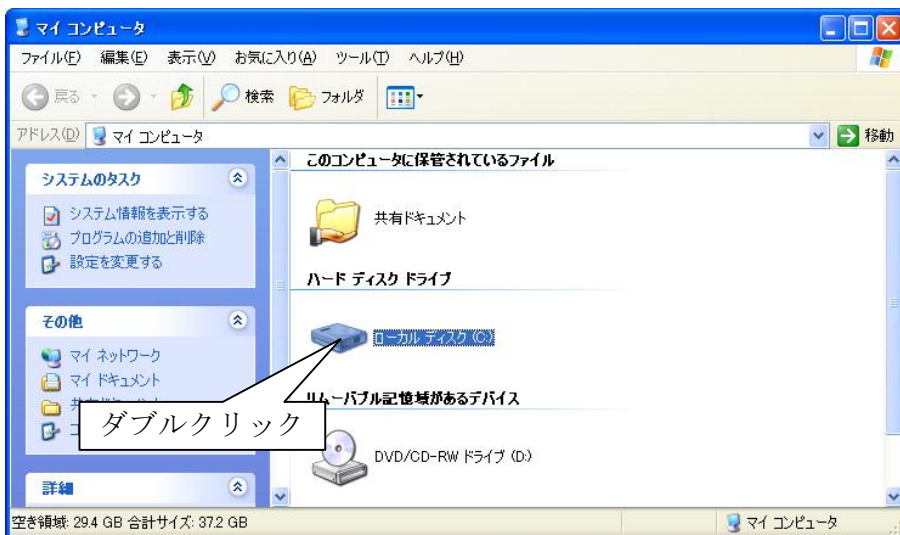 マイ コンピュータ
ファイル(F) 編集(E) 表示(V) お気に入り(A) ツール(T) ヘルプ(H)
戻る 検索 フォルダ
アドレス(D) マイ コンピュータ 移動
システムのタスク
システム情報を表示する
プログラムの追加と削除
設定を変更する
その他
マイ ネットワーク
マイ ドキュメント
詳細
このコンピュータに保管されているファイル
共有ドキュメント
ハード ディスク ドライブ
ローカル ディスク (C:)
リムーバブル記憶域があるデバイス
DVD/CD-RW ドライブ (D:)
ダブルクリック
空き領域: 29.4 GB 合計サイズ: 37.2 GB マイ コンピュータ